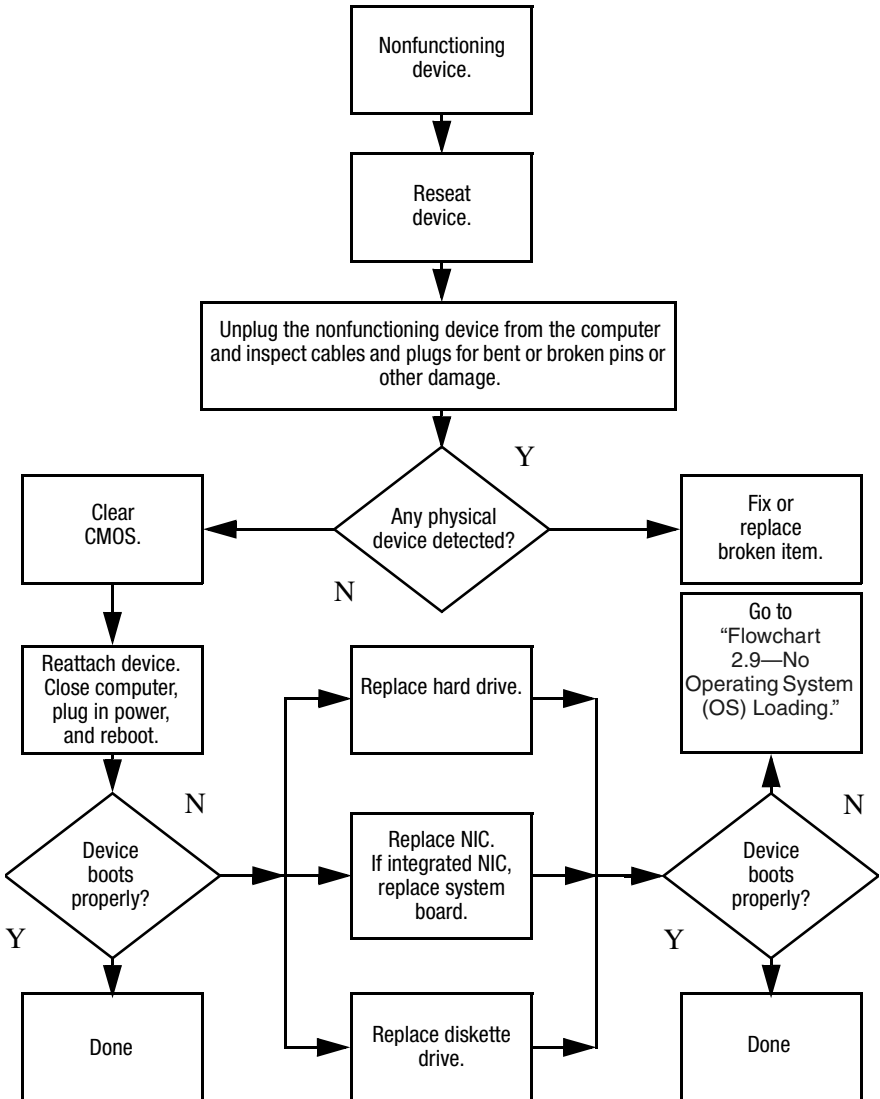 Nonfunctioning
device.
Reseat
device.
Unplug the nonfunctioning device from the computer
and inspect cables and plugs for bent or broken pins or
other damage.
Y
Any physical
device detected?
N
Clear
CMOS.
Fix or
replace
broken item.
Reattach device.
Close computer,
plug in power,
and reboot.
Replace hard drive.
Go to
“Flowchart
2.9—No
Operating System
(OS) Loading.”
N
Device
boots
properly?
Y
Replace NIC.
If integrated NIC,
replace system
board.
N
Device
boots
properly?
Y
Done
Replace diskette
drive.
Done